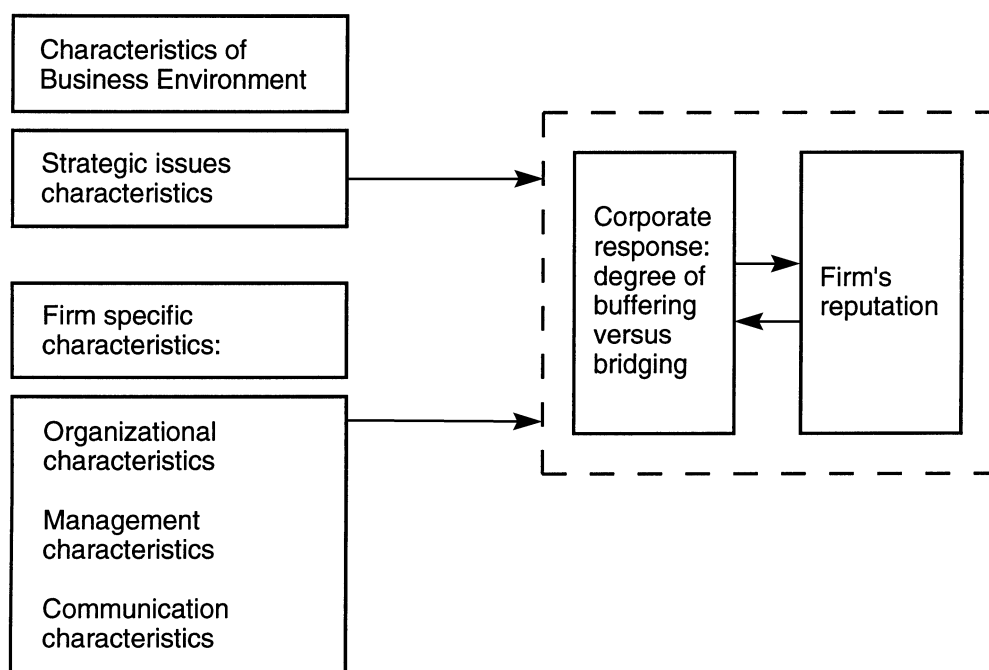 Characteristics of
Business Environment
Strategic issues
characteristics
Firm specific
characteristics:
Organizational
characteristics
Management
characteristics
Communication
characteristics
Corporate
response:
degree of
buffering
versus
bridging
Firm's
reputation